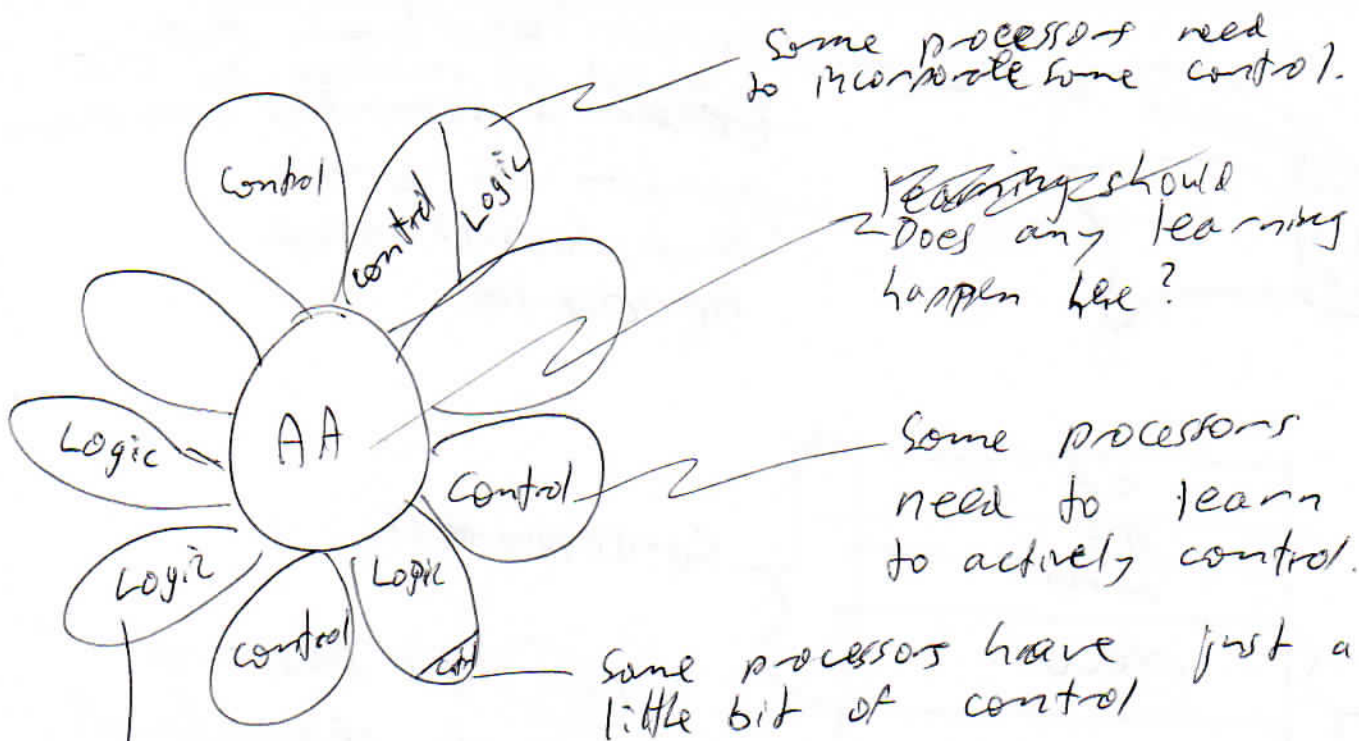 Some processors need
to incorporate some control.
Control
Control
Logic
learning should
Does any learning
happen here?
Logic
AA
Control
Some processors
need to learn
to actively control.
Logic
Control
Logic
Ctrl
Some processors have just a
little bit of control